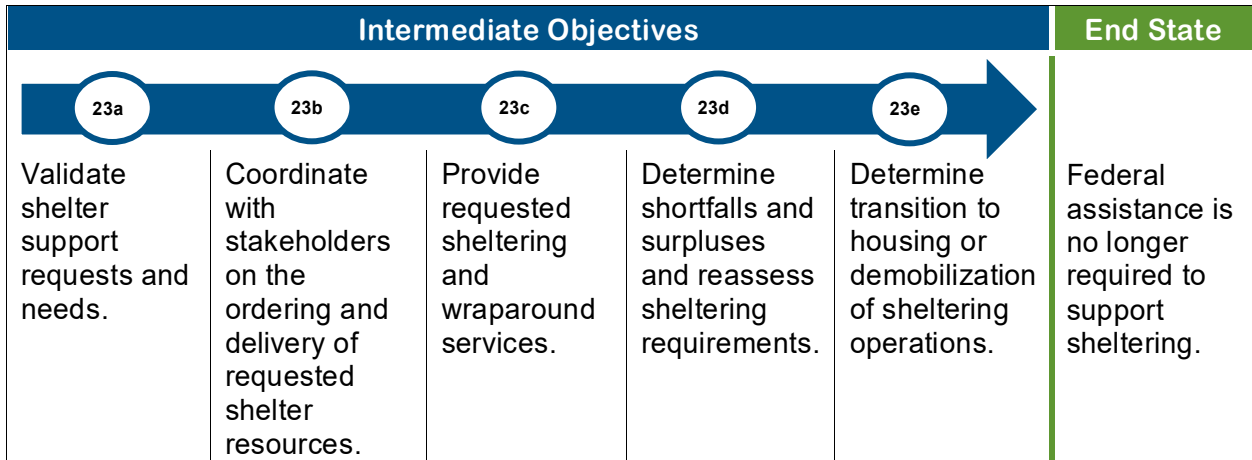 Intermediate Objectives
End State
23a
23b
23c
23d
23e
Validate
shelter
support
requests and
needs.
Coordinate
with
stakeholders
on the
ordering and
delivery of
requested
shelter
resources.
Provide
requested
sheltering
and
wraparound
services.
Determine
shortfalls and
surpluses
and reassess
sheltering
requirements.
Determine
transition to
housing or
demobilization
of sheltering
operations.
Federal
assistance is
no longer
required to
support
sheltering.